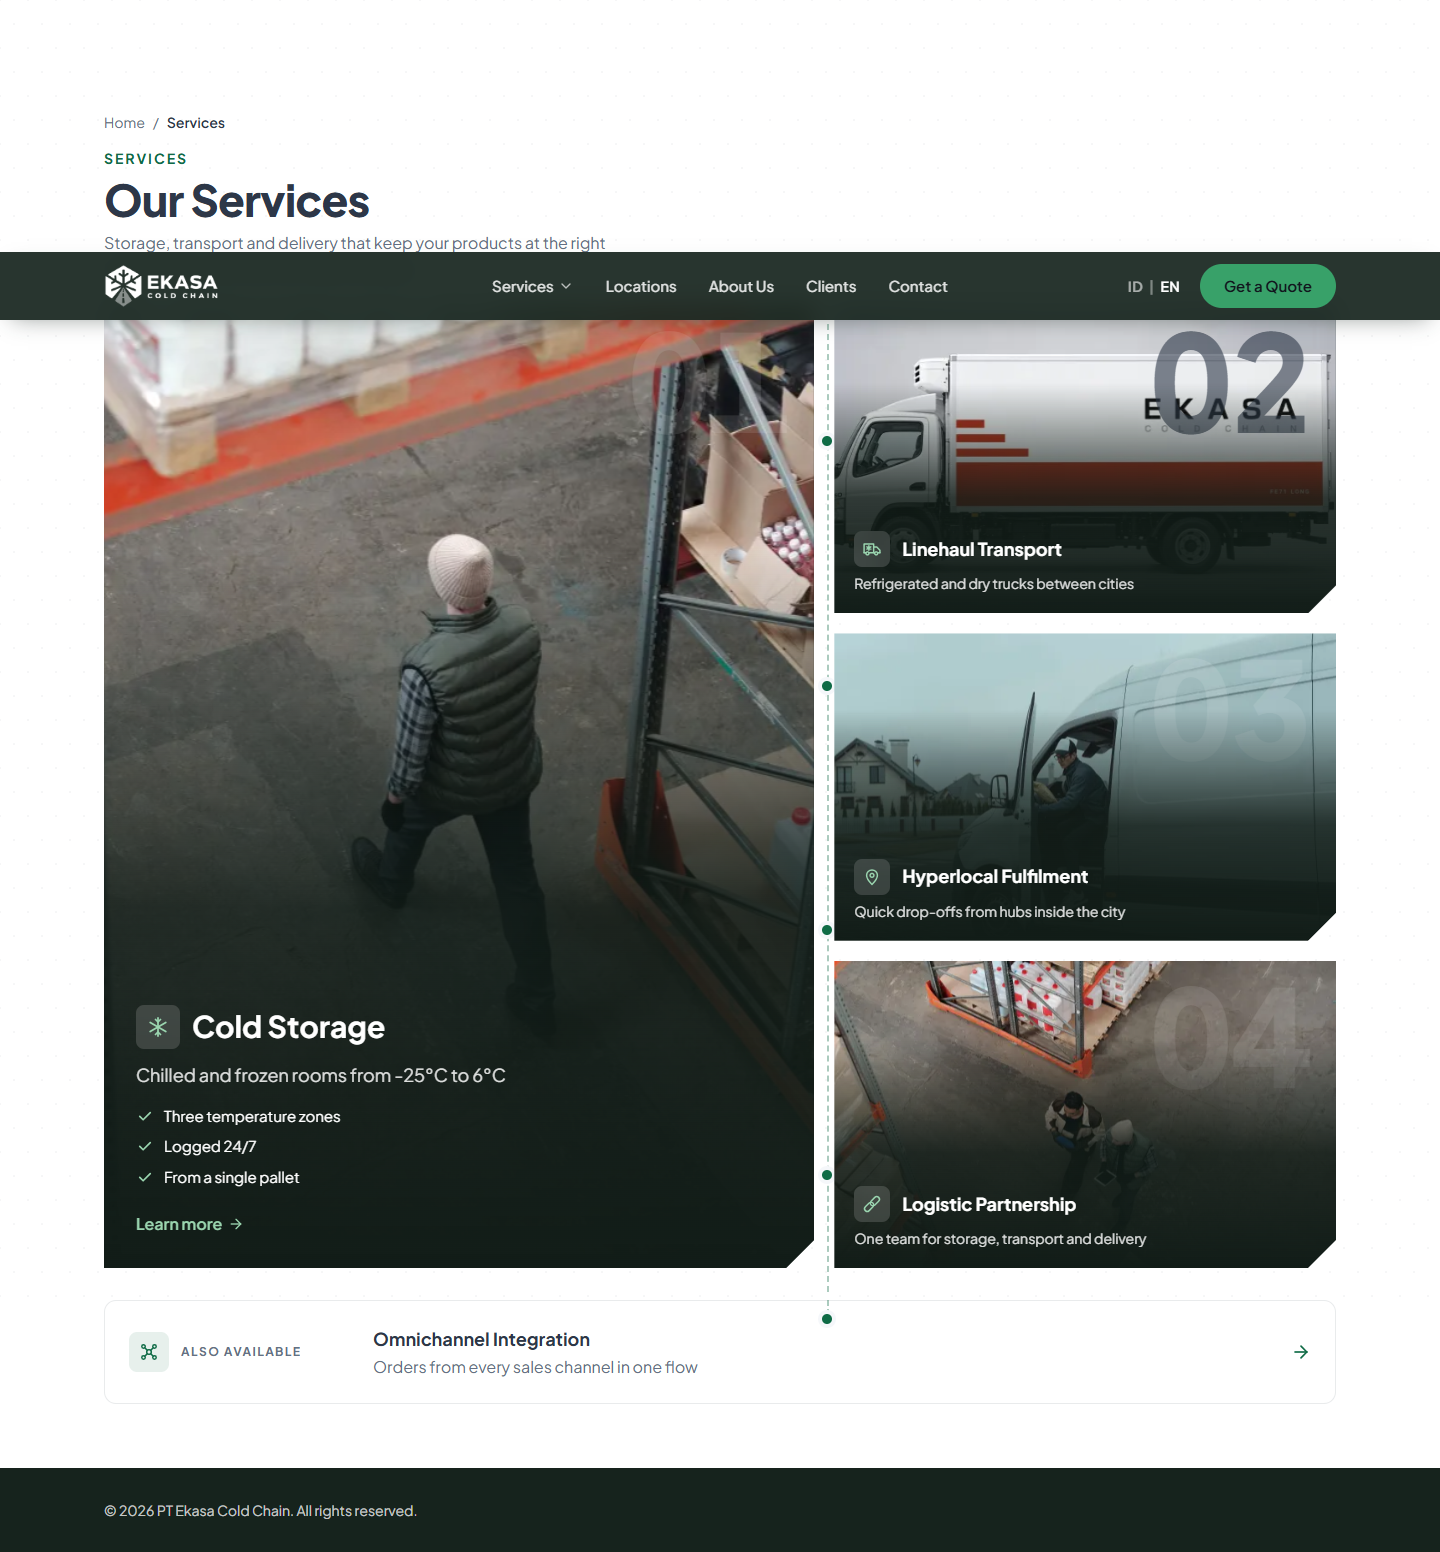 Home / Services
SERVICES
Our Services
Storage, transport and delivery that keep your products at the right
EKASA
COLD CHAIN
Services
Locations
About Us
Clients
Contact
ID | EN
Get a Quote
01
Cold Storage
Chilled and frozen rooms from -25°C to 6°C
Three temperature zones
Logged 24/7
From a single pallet
Learn more
02
EKASA
COLD CHAIN
Linehaul Transport
Refrigerated and dry trucks between cities
03
Hyperlocal Fulfilment
Quick drop-offs from hubs inside the city
04
Logistic Partnership
One team for storage, transport and delivery
ALSO AVAILABLE
Omnichannel Integration
Orders from every sales channel in one flow
© 2026 PT Ekasa Cold Chain. All rights reserved.